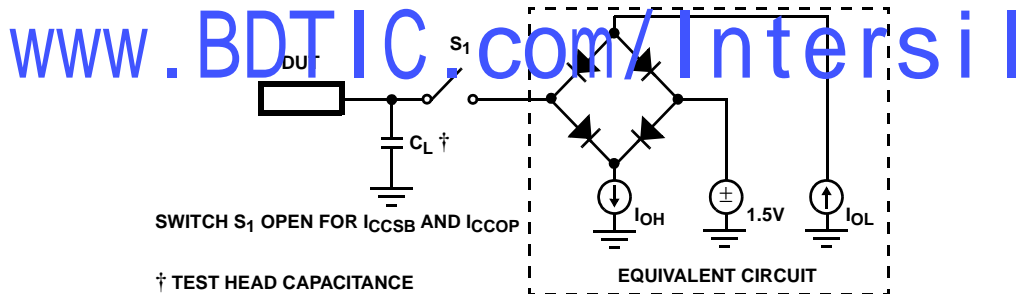 www.BDTIC.com/Intersil
DUT
S1
CL †
IOH
±
1.5V
IOL
SWITCH S1 OPEN FOR ICCSB AND ICCOP
† TEST HEAD CAPACITANCE
EQUIVALENT CIRCUIT